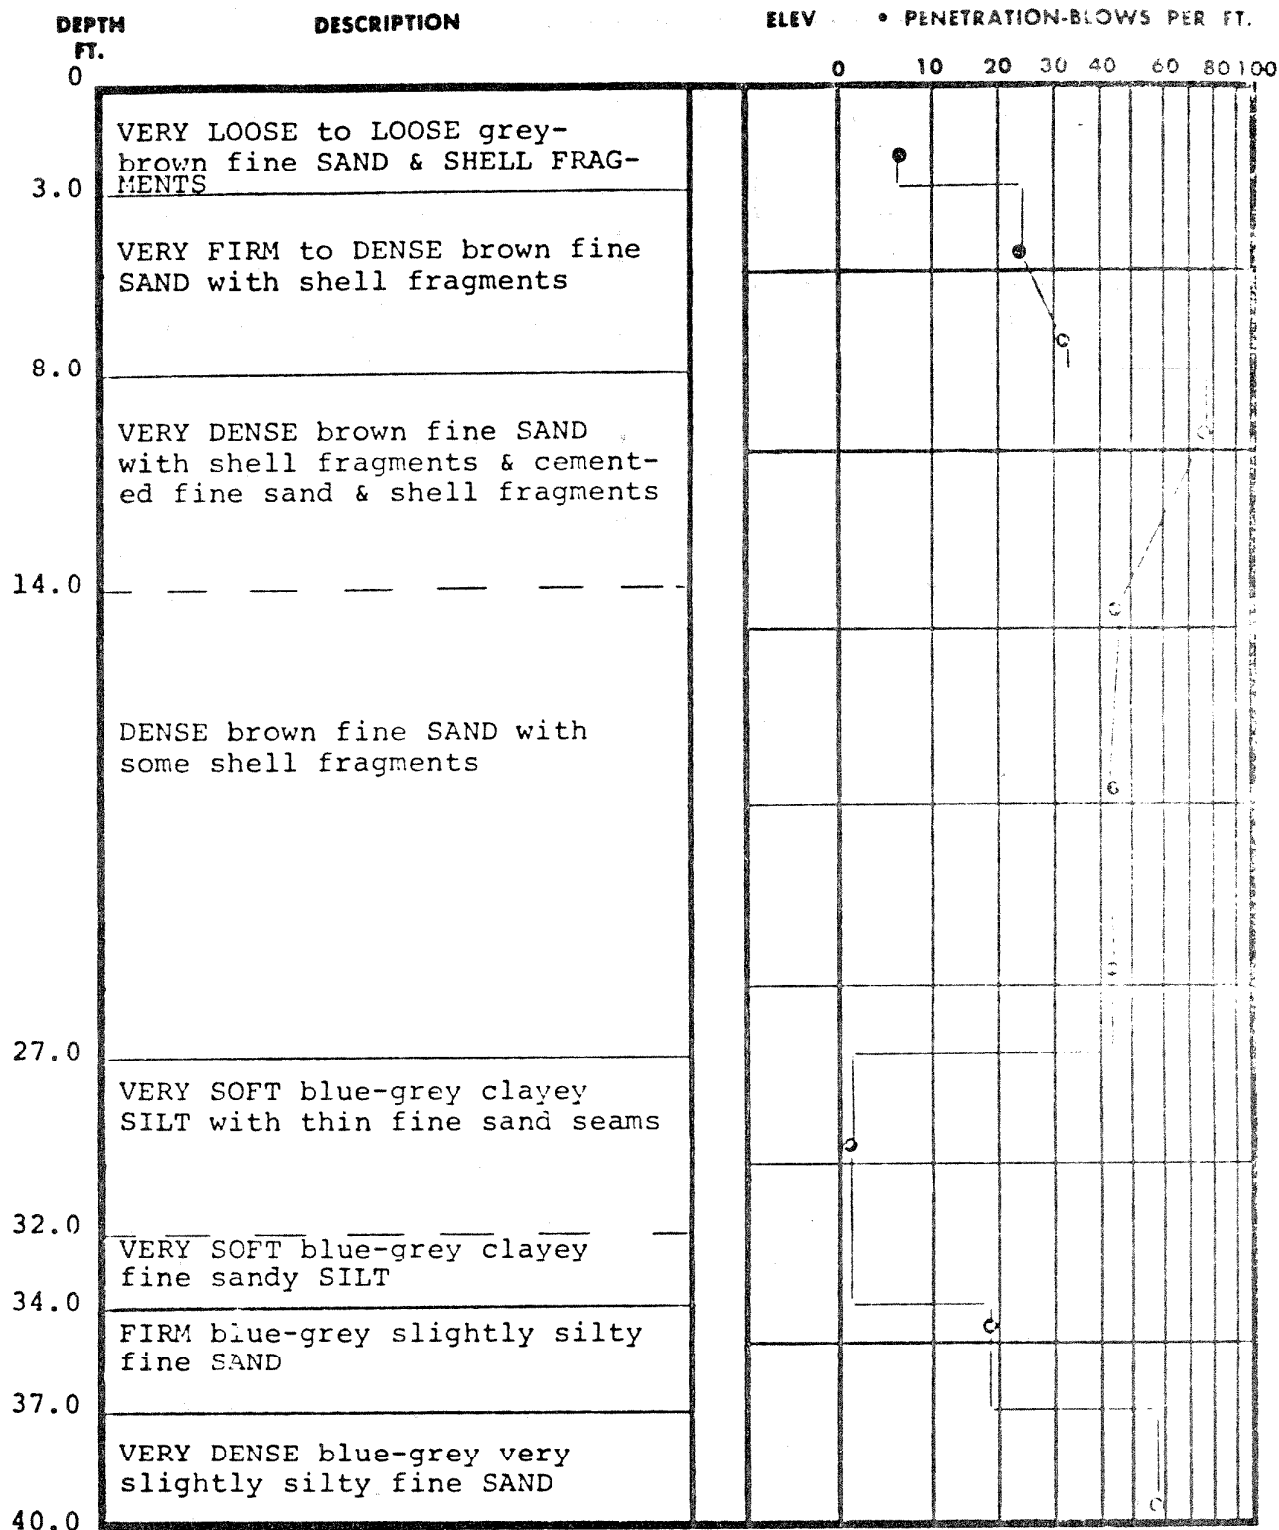 DEPTH FT. DESCRIPTION ELEV • PENETRATION-BLOWS PER FT.
0 0 10 20 30 40 60 80 100
VERY LOOSE to LOOSE grey-
brown fine SAND & SHELL FRAG-
MENTS
3.0
VERY FIRM to DENSE brown fine
SAND with shell fragments
8.0
VERY DENSE brown fine SAND
with shell fragments & cement-
ed fine sand & shell fragments
14.0
DENSE brown fine SAND with
some shell fragments
27.0
VERY SOFT blue-grey clayey
SILT with thin fine sand seams
32.0
VERY SOFT blue-grey clayey
fine sandy SILT
34.0
FIRM blue-grey slightly silty
fine SAND
37.0
VERY DENSE blue-grey very
slightly silty fine SAND
40.0